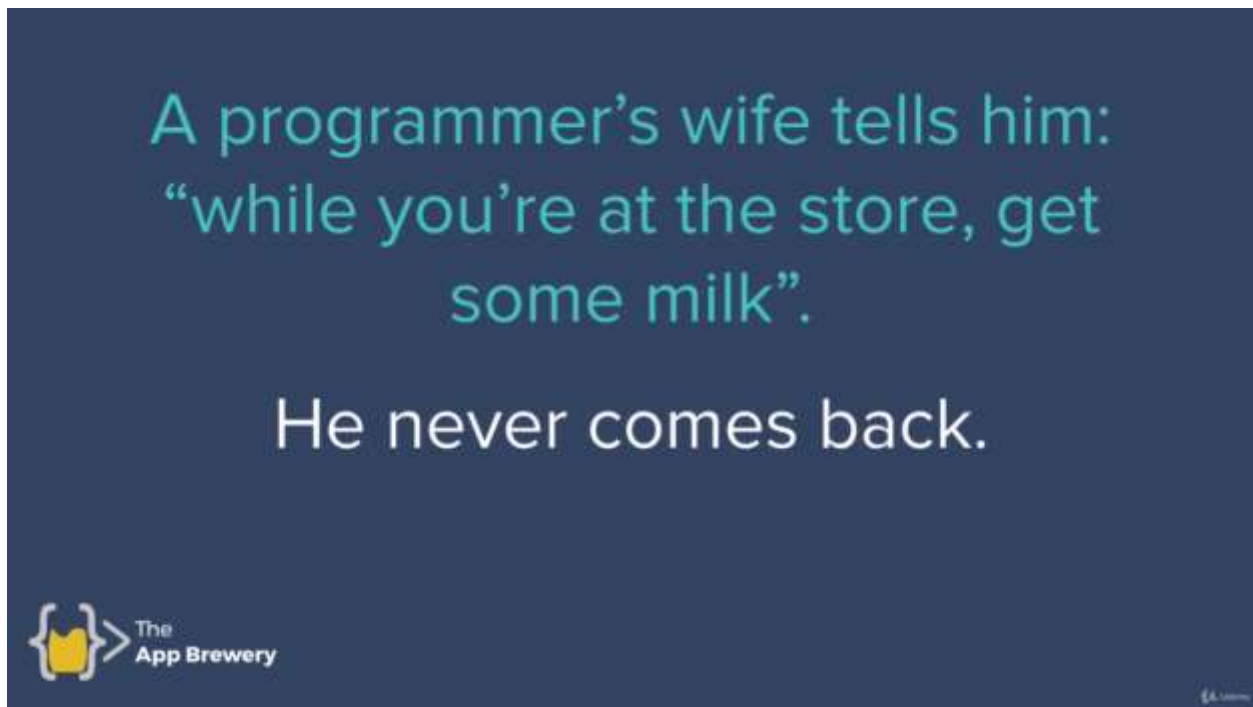 A programmer’s wife tells him:
“while you’re at the store, get
some milk”.
He never comes back.
The
App Brewery